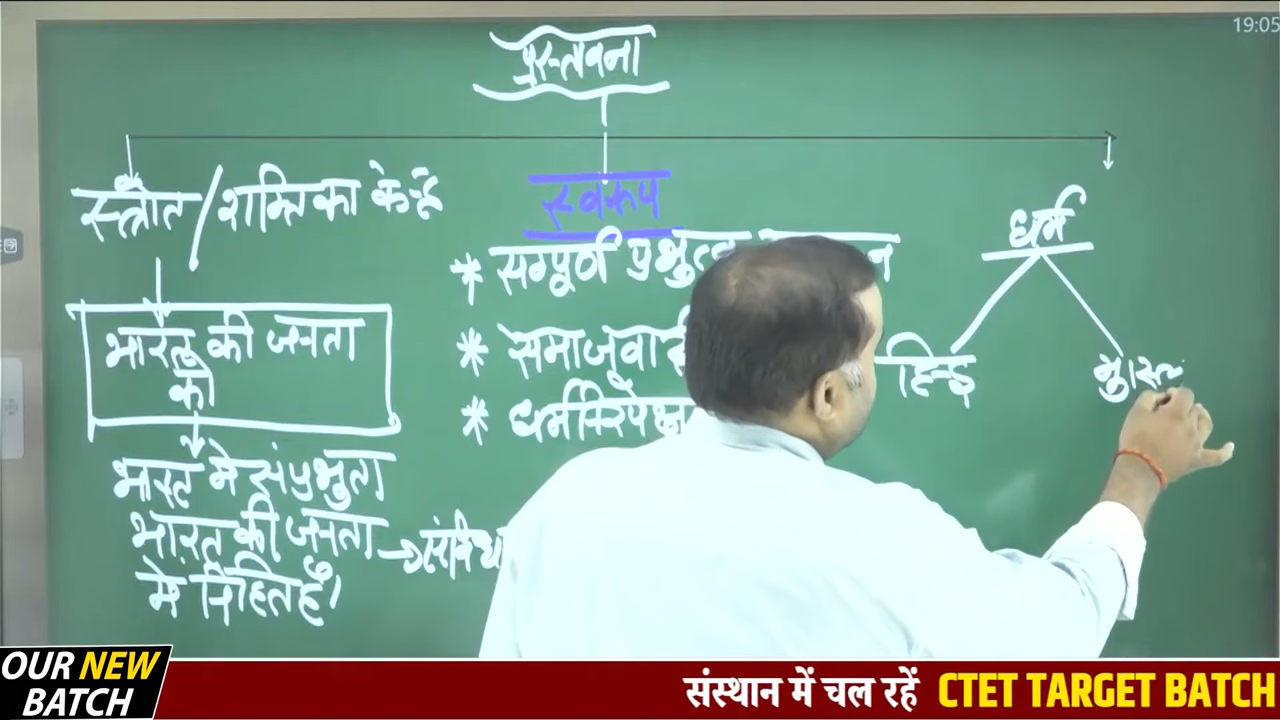 19:05
प्रस्तावना
स्त्रोत / शक्ति का केन्द्र
स्वरूप
धर्म
* सम्पूर्ण प्रभुत्व
भारत की जनता
को
* समाजवादी
हिन्दु
मुस्लि
* धर्मनिरपेक्ष
भारत मे संप्रभुता
भारत की जनता → संविधा
मे निहित है।
OUR NEW
BATCH
संस्थान में चल रहें CTET TARGET BATCH